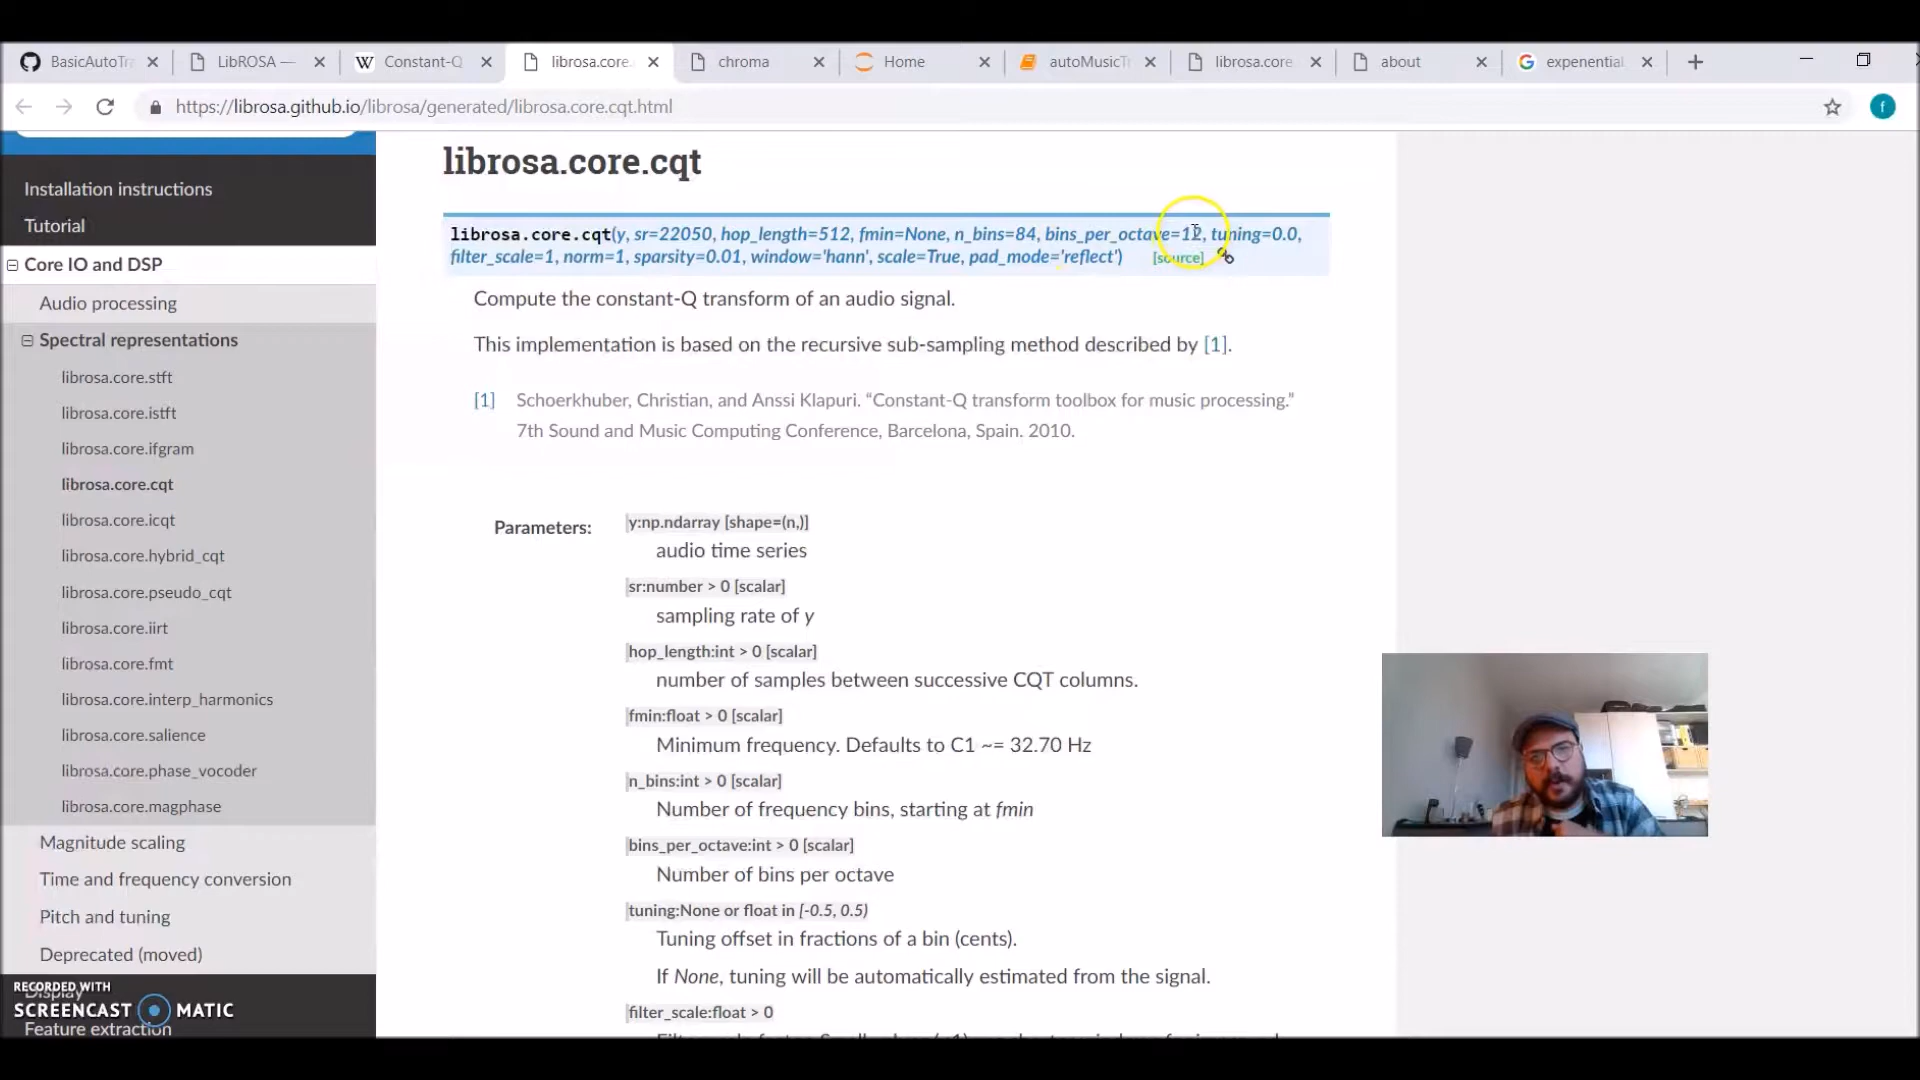 BasicAutoTra
LibROSA —
Constant-Q
librosa.core.
chroma
Home
autoMusicTr
librosa.core
about
expenential
https://librosa.github.io/librosa/generated/librosa.core.cqt.html
f
Installation instructions
Tutorial
Core IO and DSP
Audio processing
Spectral representations
librosa.core.stft
librosa.core.istft
librosa.core.ifgram
librosa.core.cqt
librosa.core.icqt
librosa.core.hybrid_cqt
librosa.core.pseudo_cqt
librosa.core.iirt
librosa.core.fmt
librosa.core.interp_harmonics
librosa.core.salience
librosa.core.phase_vocoder
librosa.core.magphase
Magnitude scaling
Time and frequency conversion
Pitch and tuning
Deprecated (moved)
Display
Feature extraction
RECORDED WITH
SCREENCAST MATIC
librosa.core.cqt
librosa.core.cqt(y, sr=22050, hop_length=512, fmin=None, n_bins=84, bins_per_octave=12, tuning=0.0,
filter_scale=1, norm=1, sparsity=0.01, window='hann', scale=True, pad_mode='reflect') [source]
Compute the constant-Q transform of an audio signal.
This implementation is based on the recursive sub-sampling method described by [1].
[1] Schoerkhuber, Christian, and Anssi Klapuri. “Constant-Q transform toolbox for music processing.”
7th Sound and Music Computing Conference, Barcelona, Spain. 2010.
Parameters:
y:np.ndarray [shape=(n,)]
audio time series
sr:number > 0 [scalar]
sampling rate of y
hop_length:int > 0 [scalar]
number of samples between successive CQT columns.
fmin:float > 0 [scalar]
Minimum frequency. Defaults to C1 ~= 32.70 Hz
n_bins:int > 0 [scalar]
Number of frequency bins, starting at fmin
bins_per_octave:int > 0 [scalar]
Number of bins per octave
tuning:None or float in [-0.5, 0.5)
Tuning offset in fractions of a bin (cents).
If None, tuning will be automatically estimated from the signal.
filter_scale:float > 0